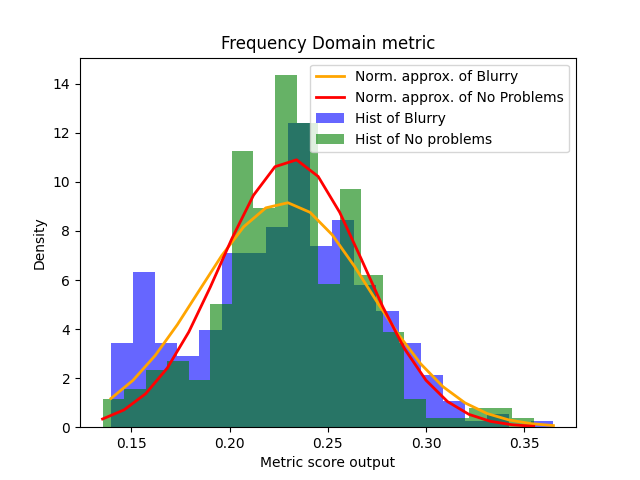 Frequency Domain metric
Norm. approx. of Blurry
Norm. approx. of No Problems
Hist of Blurry
Hist of No problems
14
12
10
8
6
4
2
0
Density
0.15 0.20 0.25 0.30 0.35
Metric score output